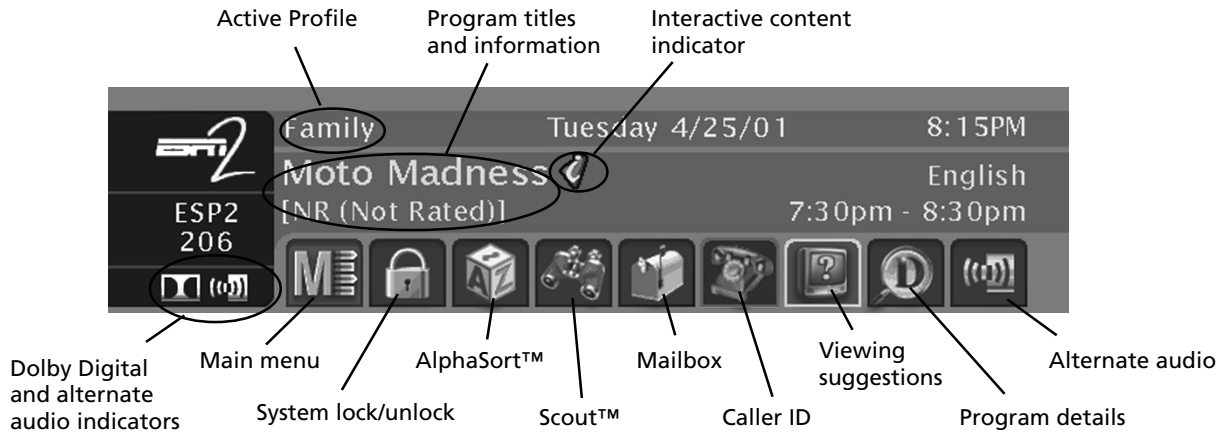 Active Profile
Program titles
and information
Interactive content
indicator
ESPN2
Family
Tuesday 4/25/01
8:15PM
Moto Madness
i
English
ESP2
206
[NR (Not Rated)]
7:30pm - 8:30pm
M
A
Z
?
D
Dolby Digital
and alternate
audio indicators
Main menu
System lock/unlock
AlphaSort™
Scout™
Mailbox
Caller ID
Viewing
suggestions
Program details
Alternate audio